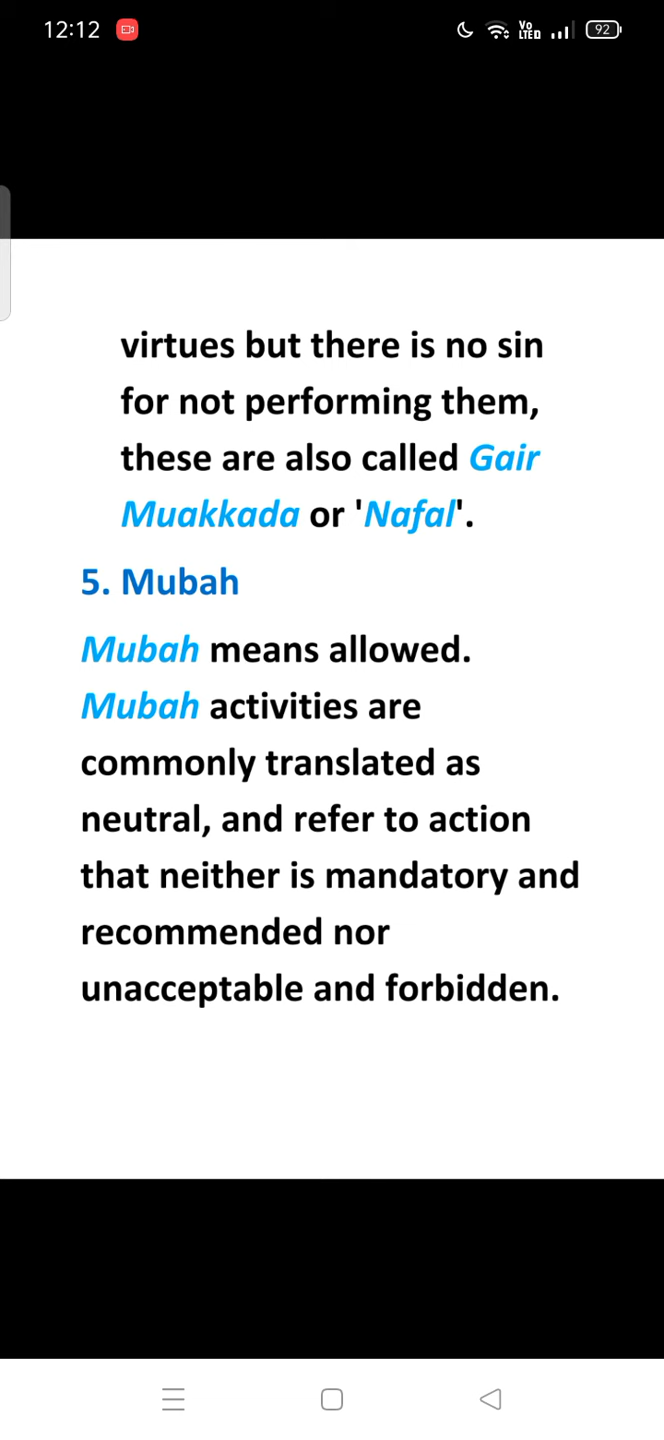 12:12
Vo
LTE
92
virtues but there is no sin
for not performing them,
these are also called Gair
Muakkada or 'Nafal'.
5. Mubah
Mubah means allowed.
Mubah activities are
commonly translated as
neutral, and refer to action
that neither is mandatory and
recommended nor
unacceptable and forbidden.